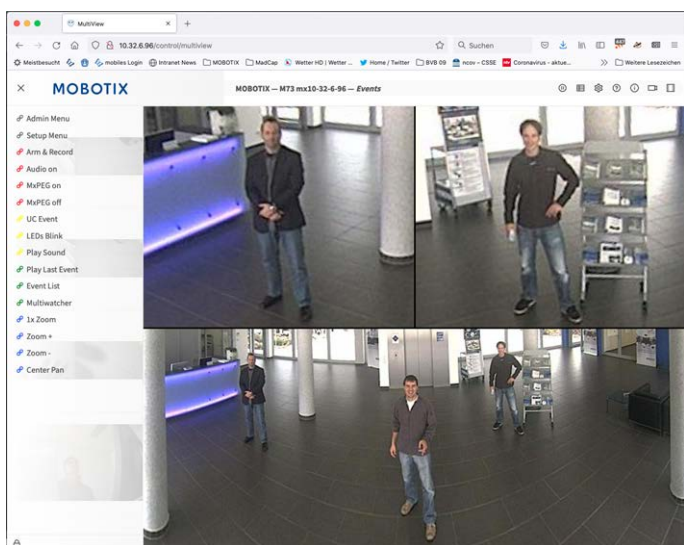 MultiView
10.32.6.96/control/multiview
Suchen
Meistbesucht
mobiles Login
Intranet News
MOBOTIX
MadCap
Wetter HD | Wetter ...
Home / Twitter
BVB 09
ncov – CSSE
Coronavirus - aktue...
Weitere Lesezeichen
MOBOTIX
MOBOTIX — M73 mx10-32-6-96 — Events
Admin Menu
Setup Menu
Arm & Record
Audio on
MxPEG on
MxPEG off
UC Event
LEDs Blink
Play Sound
Play Last Event
Event List
Multiwatcher
1x Zoom
Zoom +
Zoom -
Center Pan